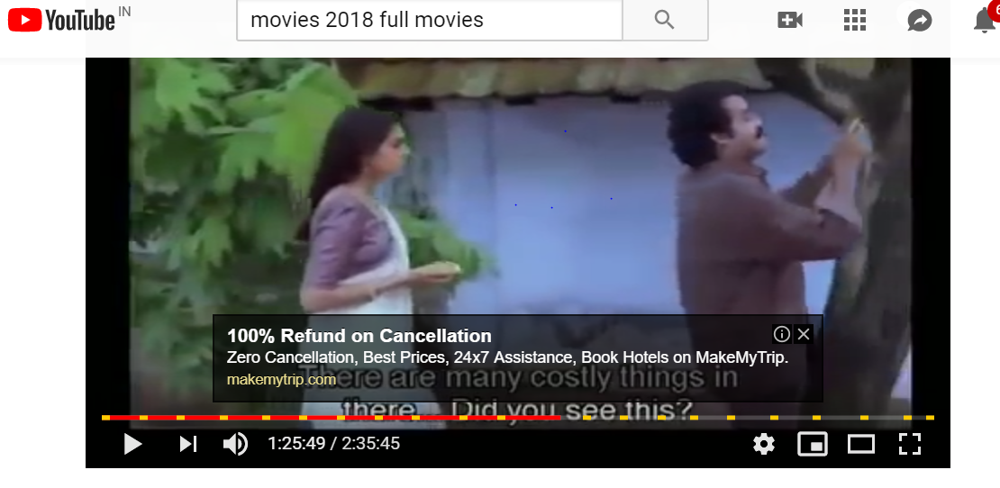 YouTube IN
movies 2018 full movies
6
100% Refund on Cancellation
Zero Cancellation, Best Prices, 24x7 Assistance, Book Hotels on MakeMyTrip.
makemytrip.com
There are many costly things in
there... Did you see this?
1:25:49 / 2:35:45